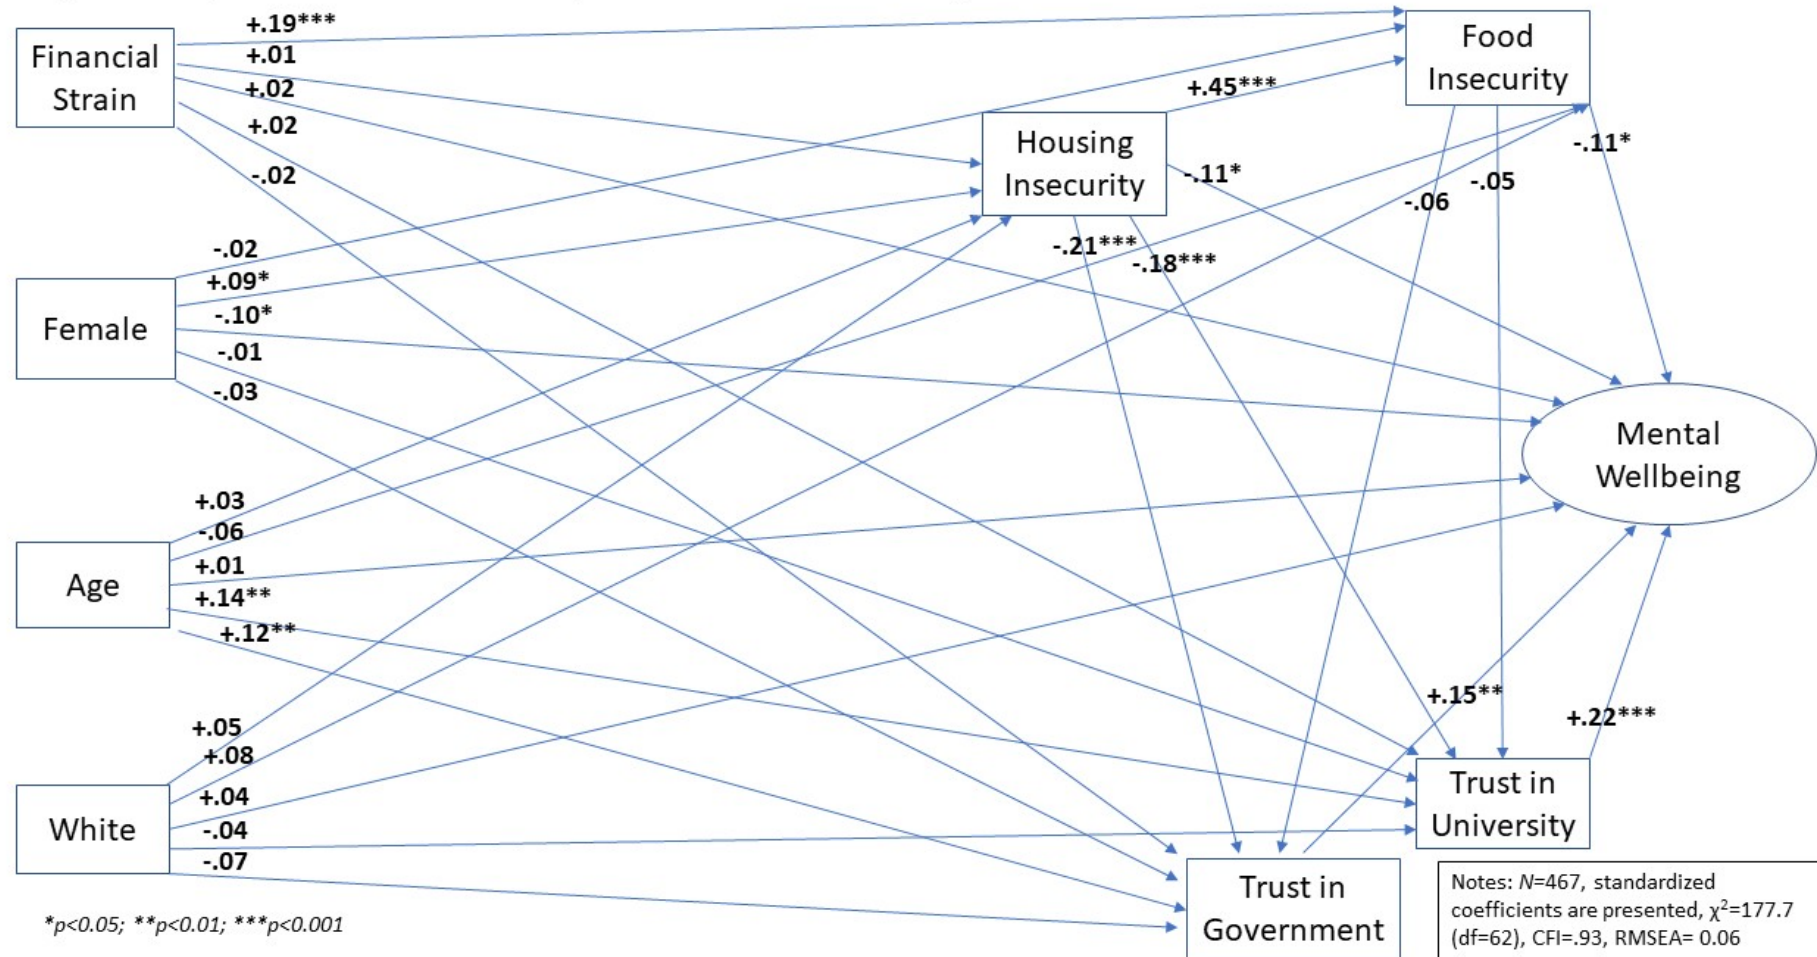 Financial
Strain
+.19***
+.01
+.02
+.02
-.02
Female
-.02
+.09*
-.10*
-.01
-.03
Age
+.03
-.06
+.01
+.14**
+.12**
White
+.05
+.08
+.04
-.04
-.07
Housing
Insecurity
+.45***
-.11*
-.21***
-.18***
Food
Insecurity
-.11*
-.05
-.06
Mental
Wellbeing
+.15**
+.22***
Trust in
University
Trust in
Government
*p<0.05; **p<0.01; ***p<0.001
Notes: N=467, standardized
coefficients are presented, χ²=177.7
(df=62), CFI=.93, RMSEA= 0.06